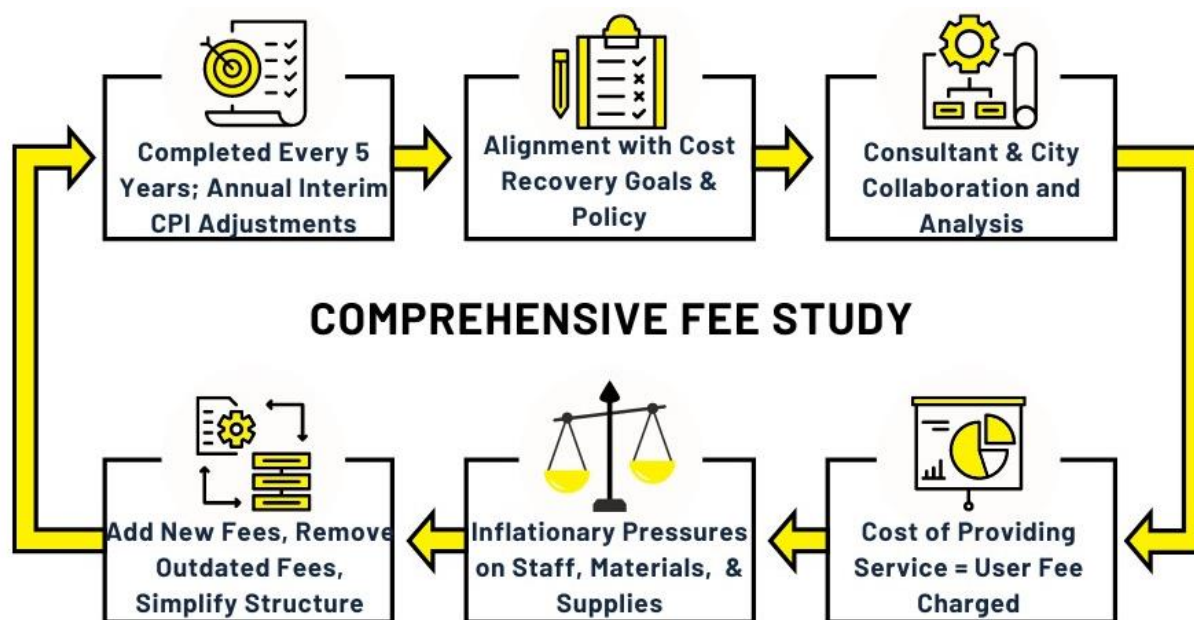 Completed Every 5
Years; Annual Interim
CPI Adjustments
Alignment with Cost
Recovery Goals &
Policy
Consultant & City
Collaboration and
Analysis
COMPREHENSIVE FEE STUDY
Add New Fees, Remove
Outdated Fees,
Simplify Structure
Inflationary Pressures
on Staff, Materials, &
Supplies
Cost of Providing
Service = User Fee
Charged